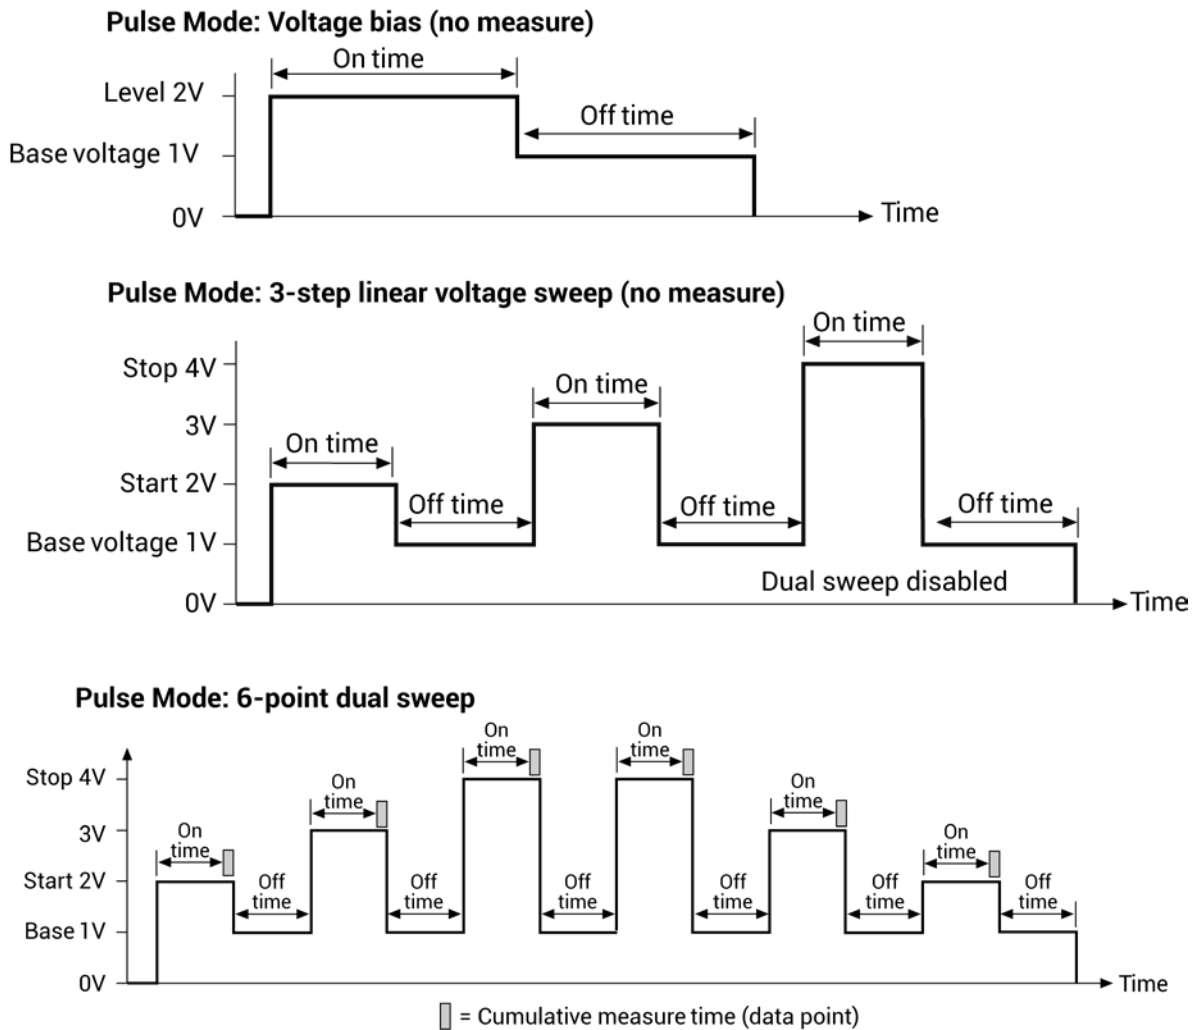 Pulse Mode: Voltage bias (no measure)
On time
Level 2V
Off time
Base voltage 1V
0V
Time
Pulse Mode: 3-step linear voltage sweep (no measure)
On time
Stop 4V
On time
3V
On time
Start 2V
Off time
Off time
Off time
Base voltage 1V
Dual sweep disabled
0V
Time
Pulse Mode: 6-point dual sweep
On
time
On
time
Stop 4V
On
time
On
time
3V
On
time
On
time
Start 2V
Off
time
Off
time
Off
time
Off
time
Off
time
Off
time
Base 1V
0V
Time
= Cumulative measure time (data point)